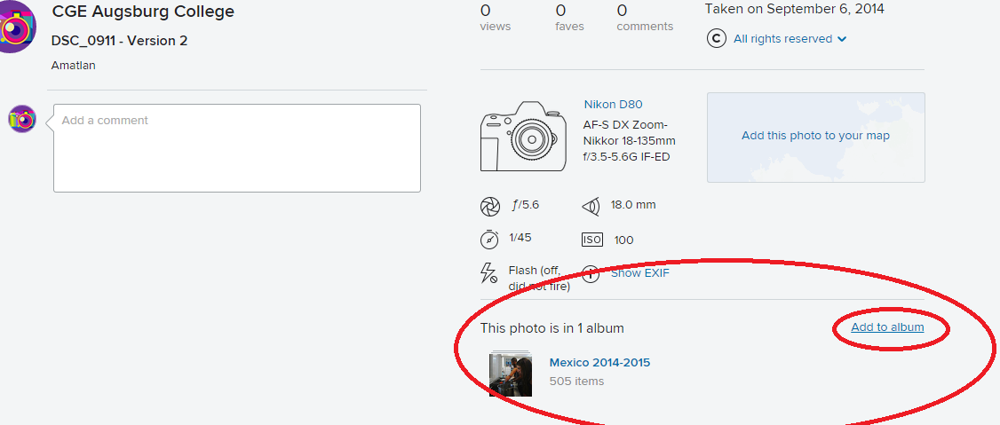 CGE Augsburg College
DSC_0911 - Version 2
Amatlan
Add a comment
0
views
0
faves
0
comments
Taken on September 6, 2014
C All rights reserved
Nikon D80
AF-S DX Zoom-
Nikkor 18-135mm
f/3.5-5.6G IF-ED
Add this photo to your map
ƒ/5.6
18.0 mm
1/45
ISO 100
Flash (off,
did not fire)
Show EXIF
This photo is in 1 album
Add to album
Mexico 2014-2015
505 items